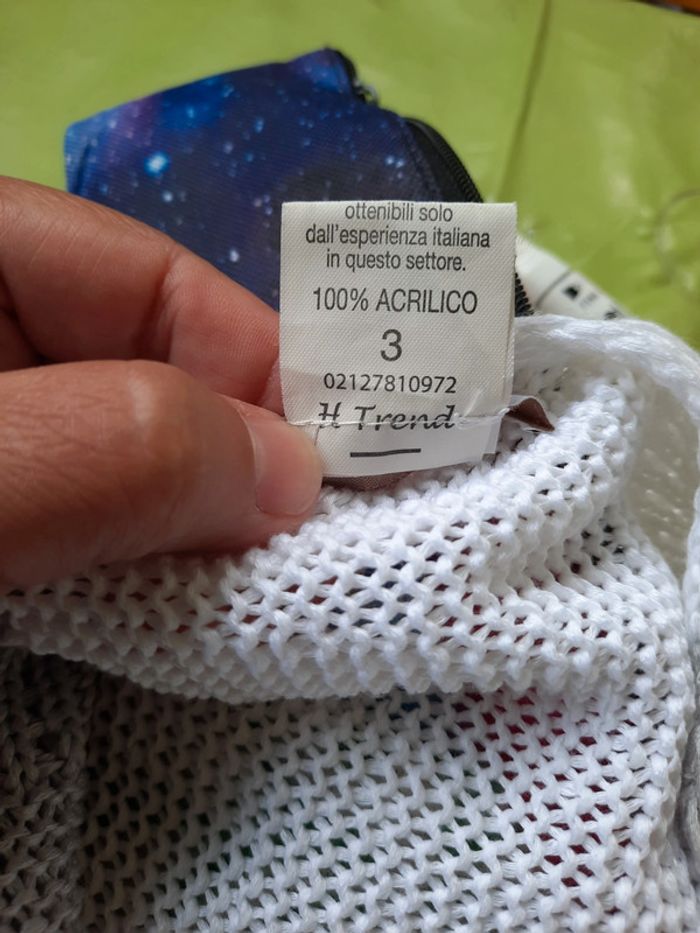 ottenibili solo
dall'esperienza italiana
in questo settore.
100% ACRILICO
3
02127810972
H Trend